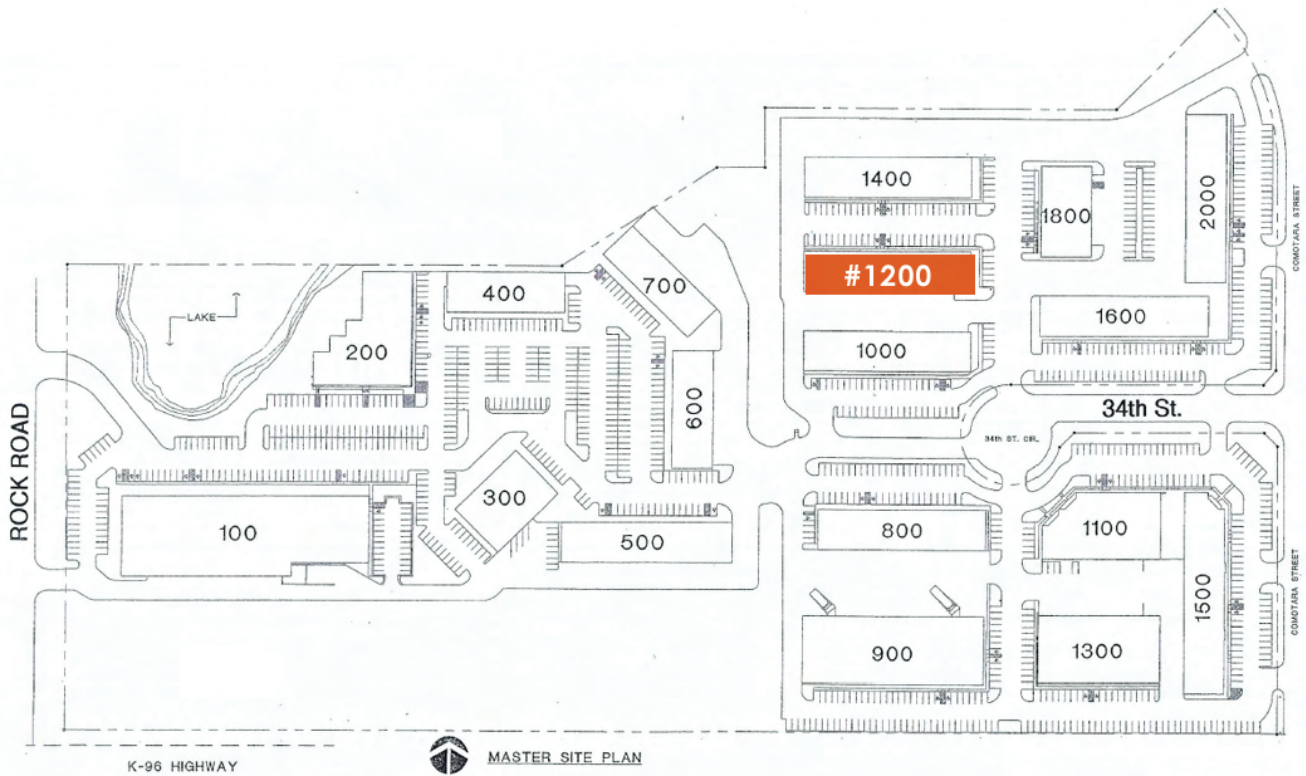 1400
1800
2000
COMOTARA STREET
#1200
700
400
LAKE
1600
200
1000
ROCK ROAD
600
34th St.
34th ST. CIR.
300
100
500
800
1100
1500
COMOTARA STREET
900
1300
MASTER SITE PLAN
K-96 HIGHWAY